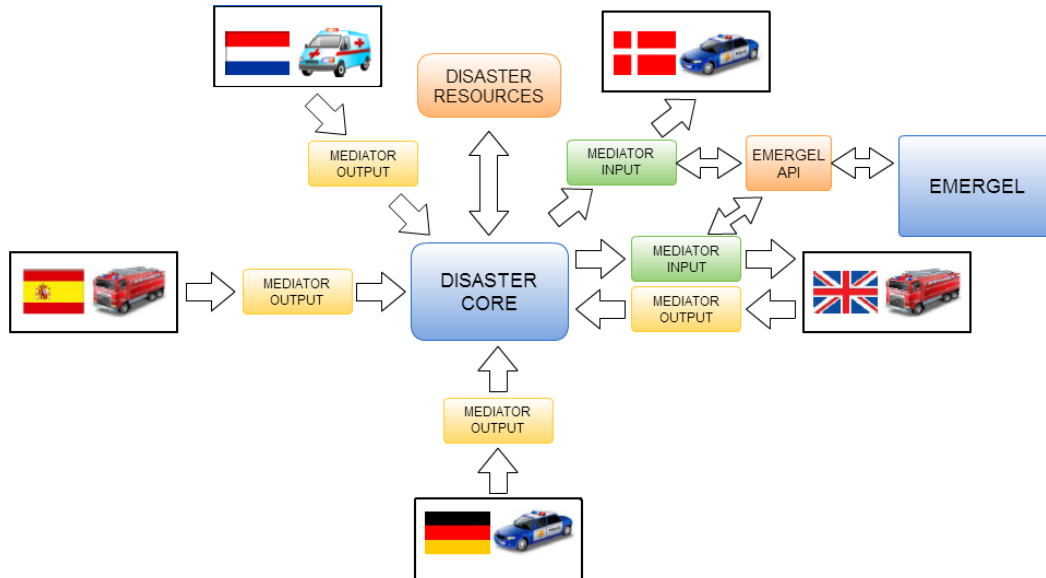 DISASTER
RESOURCES
MEDIATOR
OUTPUT
MEDIATOR
INPUT
EMERGEL
API
EMERGEL
MEDIATOR
OUTPUT
DISASTER
CORE
MEDIATOR
INPUT
MEDIATOR
OUTPUT
MEDIATOR
OUTPUT